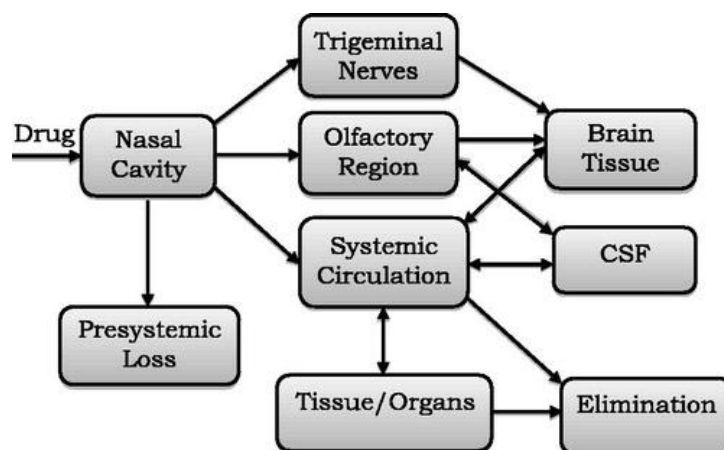 Trigeminal
Nerves
Drug
Nasal
Cavity
Olfactory
Region
Brain
Tissue
Systemic
Circulation
CSF
Presystemic
Loss
Tissue/Organs
Elimination